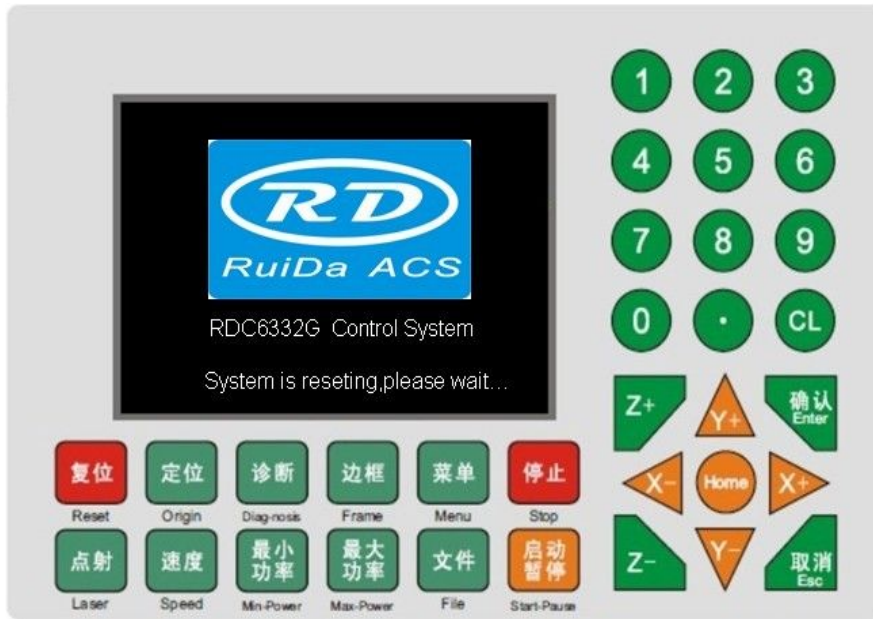 RD
RuiDa ACS
RDC6332G Control System
System is reseting,please wait...
1 2 3
4 5 6
7 8 9
0 . CL
Z+ Y+ 确认
Enter
X- Home X+
Z- Y- 取消
Esc
复位 定位 诊断 边框 菜单 停止
Reset Origin Diag-nosis Frame Menu Stop
点射 速度 最小 最大 文件 启动
功率 功率 暂停
Laser Speed Min-Power Max-Power File Start-Pause